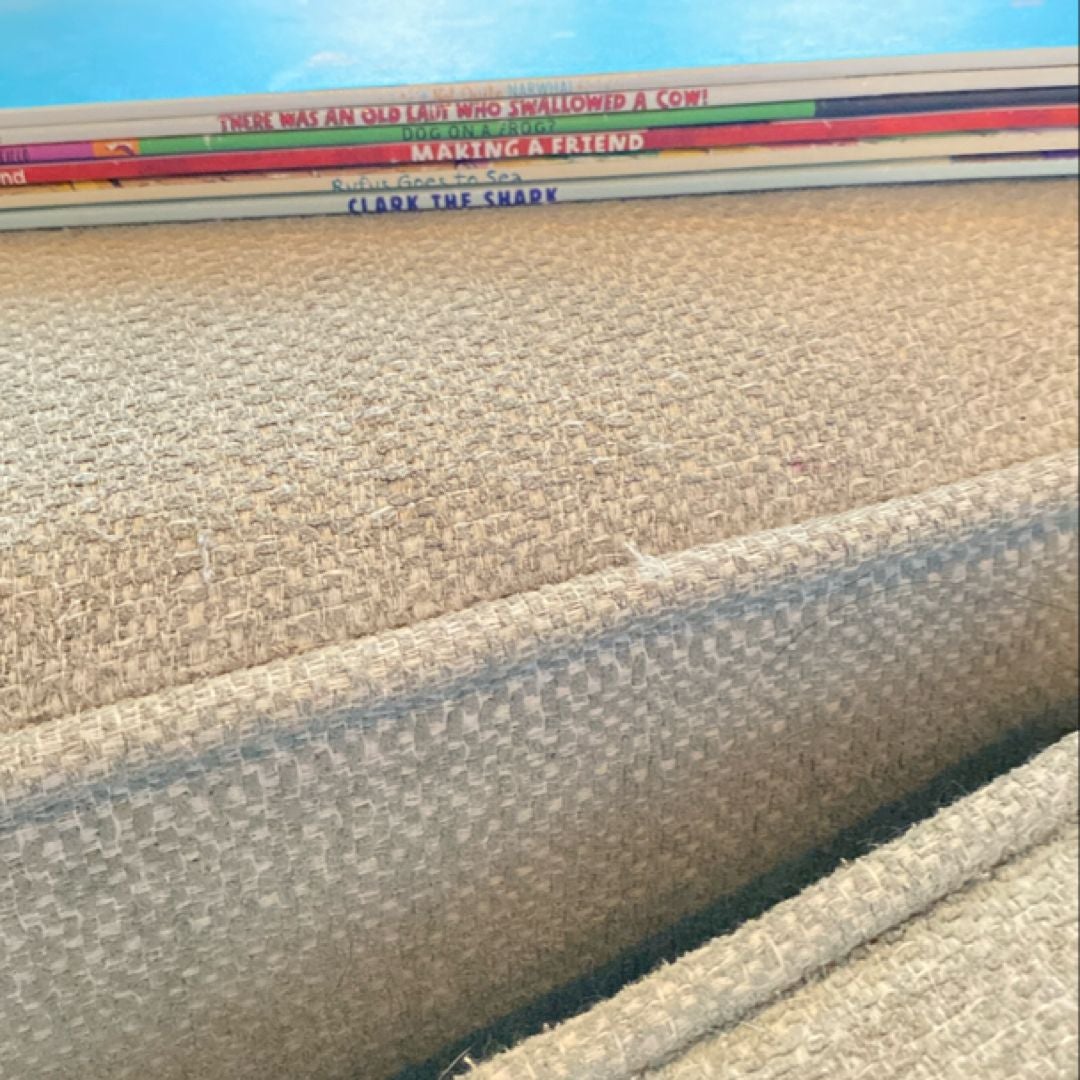 NARWHAL
THERE WAS AN OLD LADY WHO SWALLOWED A COW!
DOG ON A FROG?
MAKING A FRIEND
nd
Rufus Goes to Sea
CLARK THE SHARK